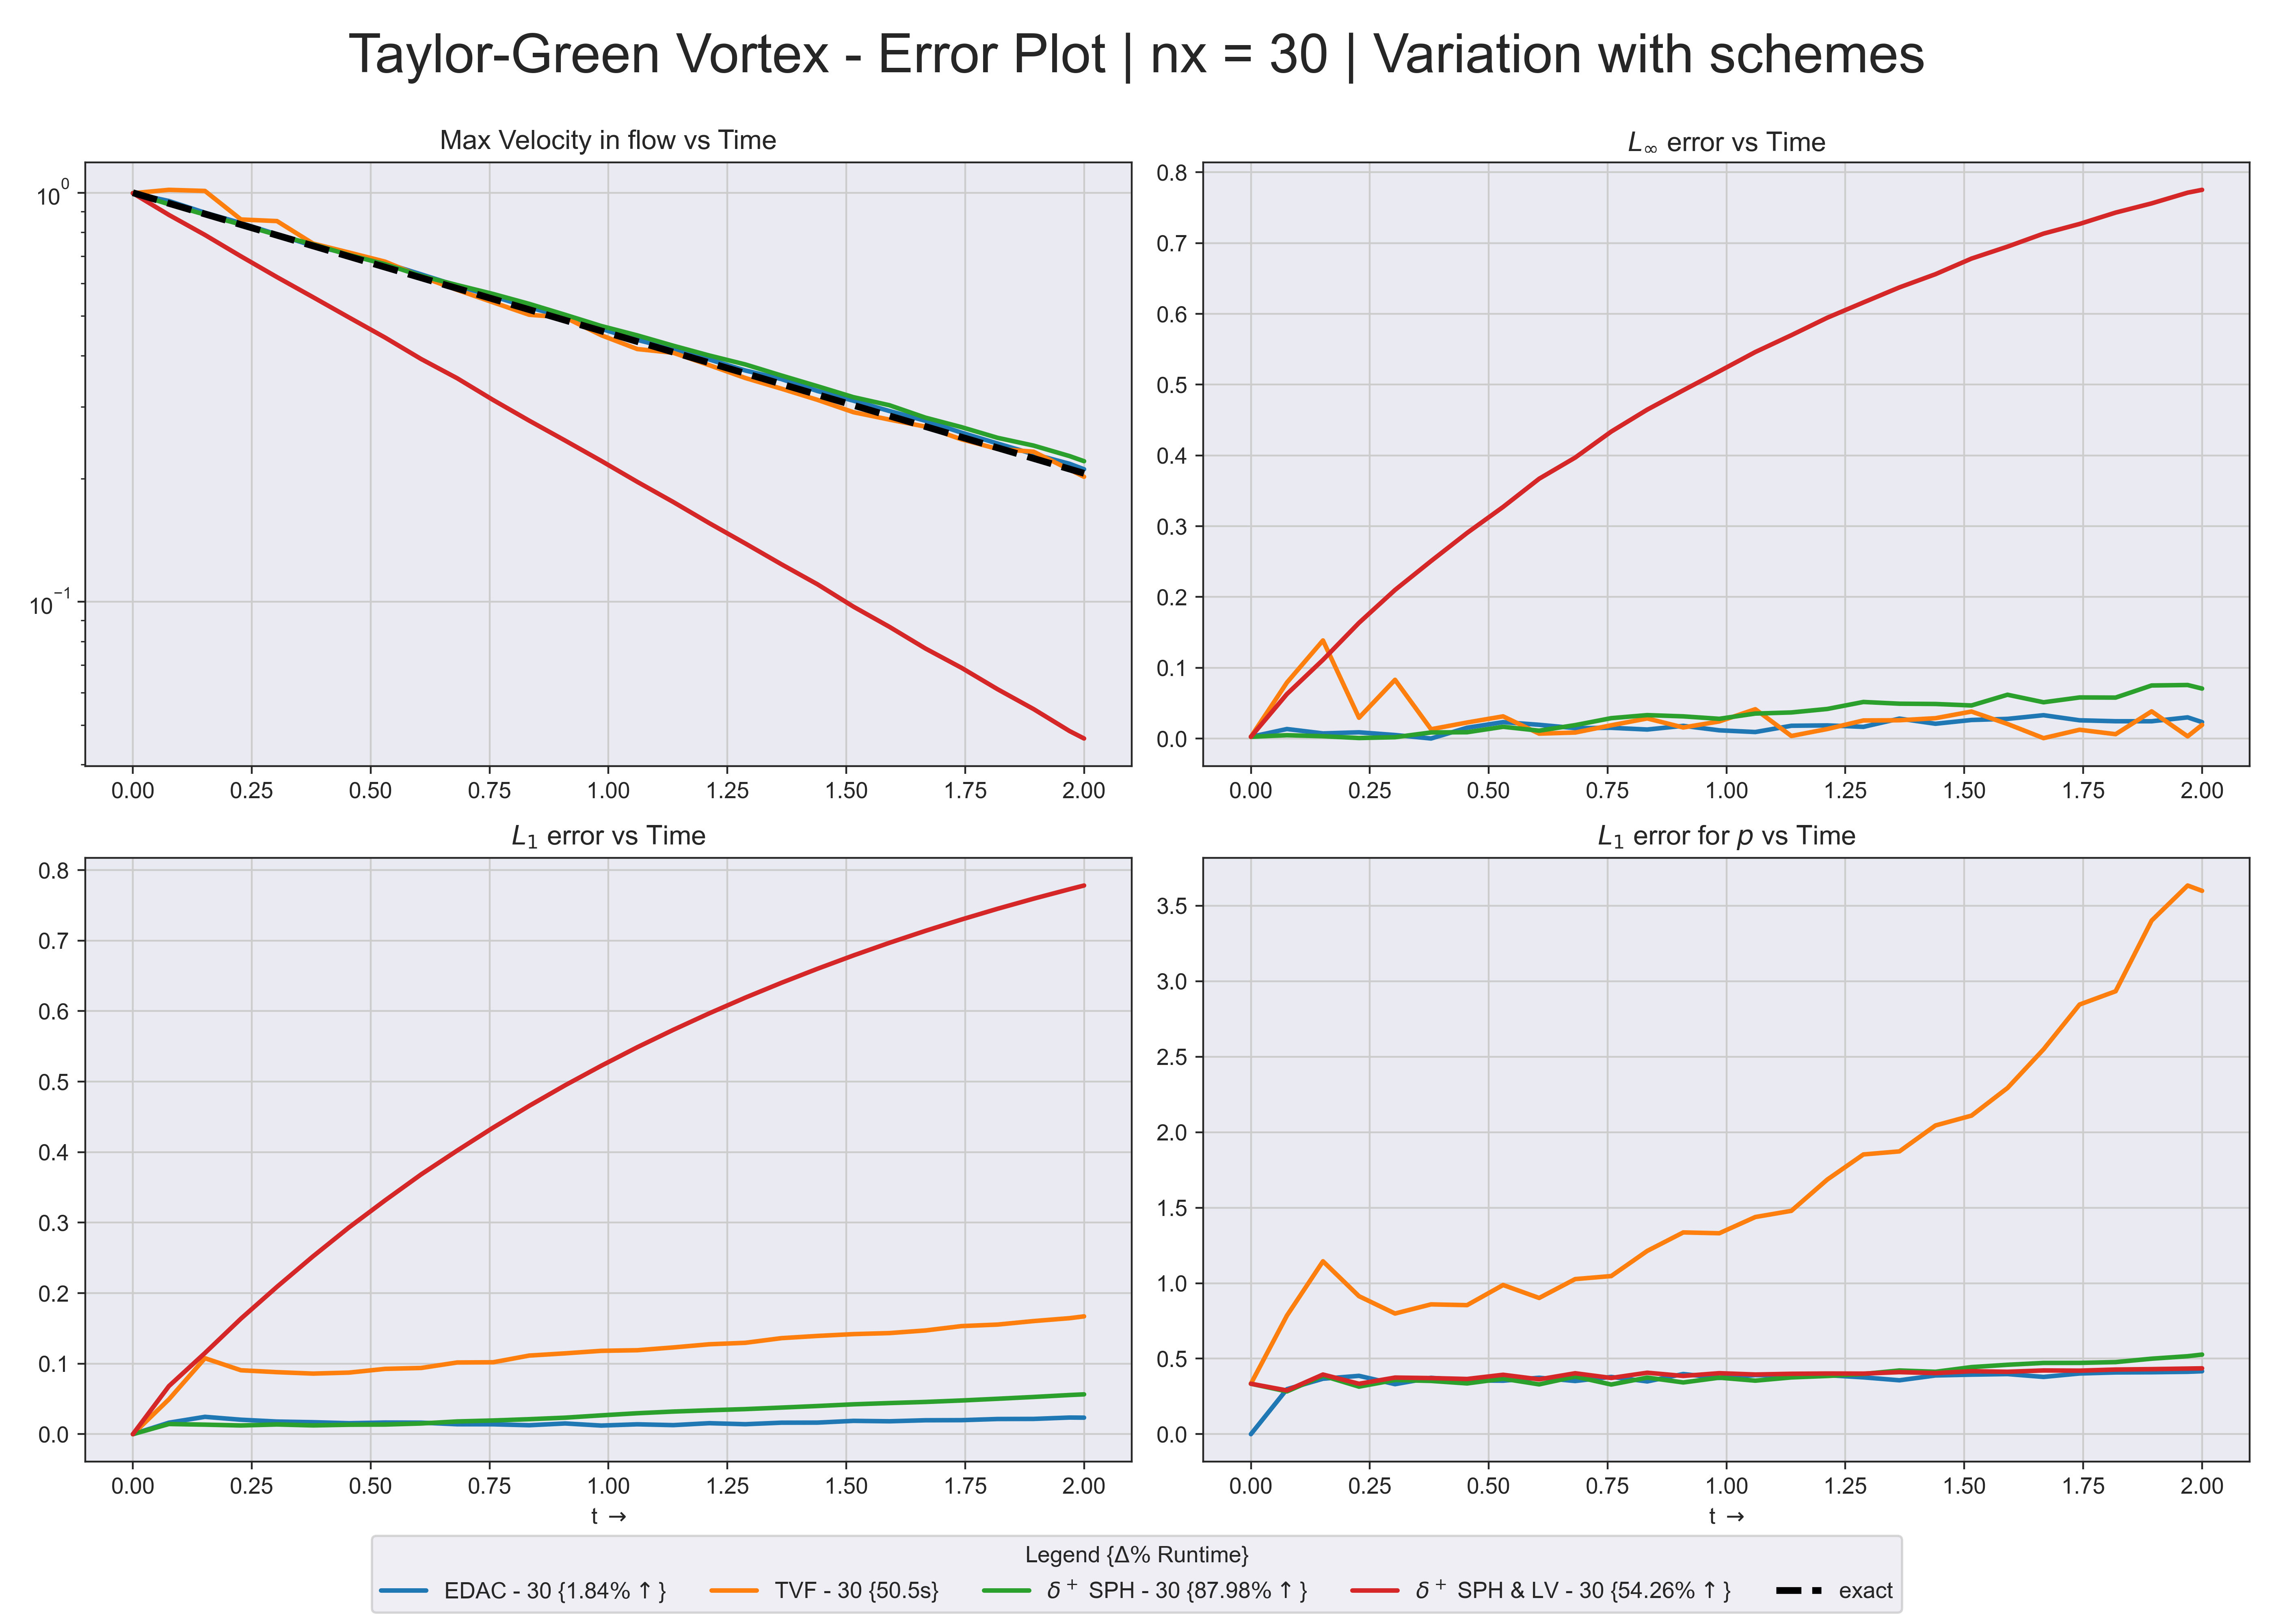 Taylor-Green Vortex - Error Plot | nx = 30 | Variation with schemes
Max Velocity in flow vs Time
10⁰
10⁻¹
0.00 0.25 0.50 0.75 1.00 1.25 1.50 1.75 2.00
L∞ error vs Time
0.8
0.7
0.6
0.5
0.4
0.3
0.2
0.1
0.0
0.00 0.25 0.50 0.75 1.00 1.25 1.50 1.75 2.00
L₁ error vs Time
0.8
0.7
0.6
0.5
0.4
0.3
0.2
0.1
0.0
0.00 0.25 0.50 0.75 1.00 1.25 1.50 1.75 2.00
t →
L₁ error for p vs Time
3.5
3.0
2.5
2.0
1.5
1.0
0.5
0.0
0.00 0.25 0.50 0.75 1.00 1.25 1.50 1.75 2.00
t →
Legend {Δ% Runtime}
EDAC - 30 {1.84% ↑} TVF - 30 {50.5s} δ⁺ SPH - 30 {87.98% ↑} δ⁺ SPH & LV - 30 {54.26% ↑} exact